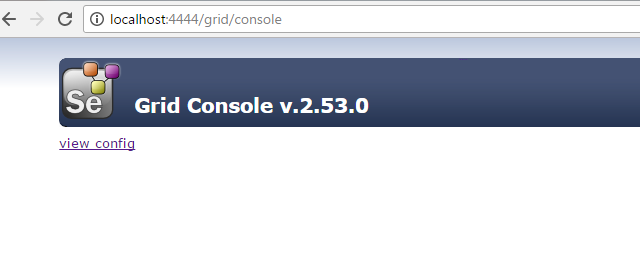 localhost:4444/grid/console
Se
Grid Console v.2.53.0
view config